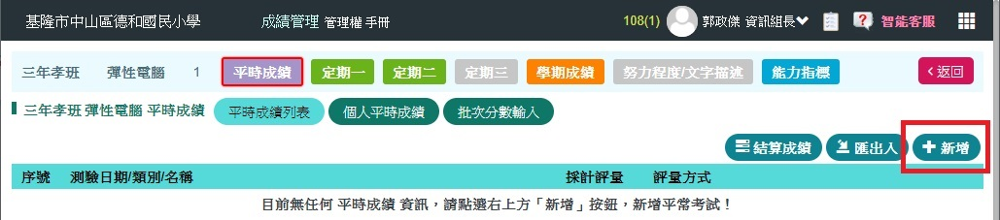 基隆市中山區德和國民小學 成績管理 管理權 手冊 108(1) 郭政傑 資訊組長 智能客服
三年孝班 彈性電腦 1 平時成績 定期一 定期二 定期三 學期成績 努力程度/文字描述 能力指標 返回
三年孝班 彈性電腦 平時成績 平時成績列表 個人平時成績 批次分數輸入
結算成績 匯出入 新增
序號 測驗日期/類別/名稱 採計評量 評量方式
目前無任何 平時成績 資訊，請點選右上方「新增」按鈕，新增平常考試！